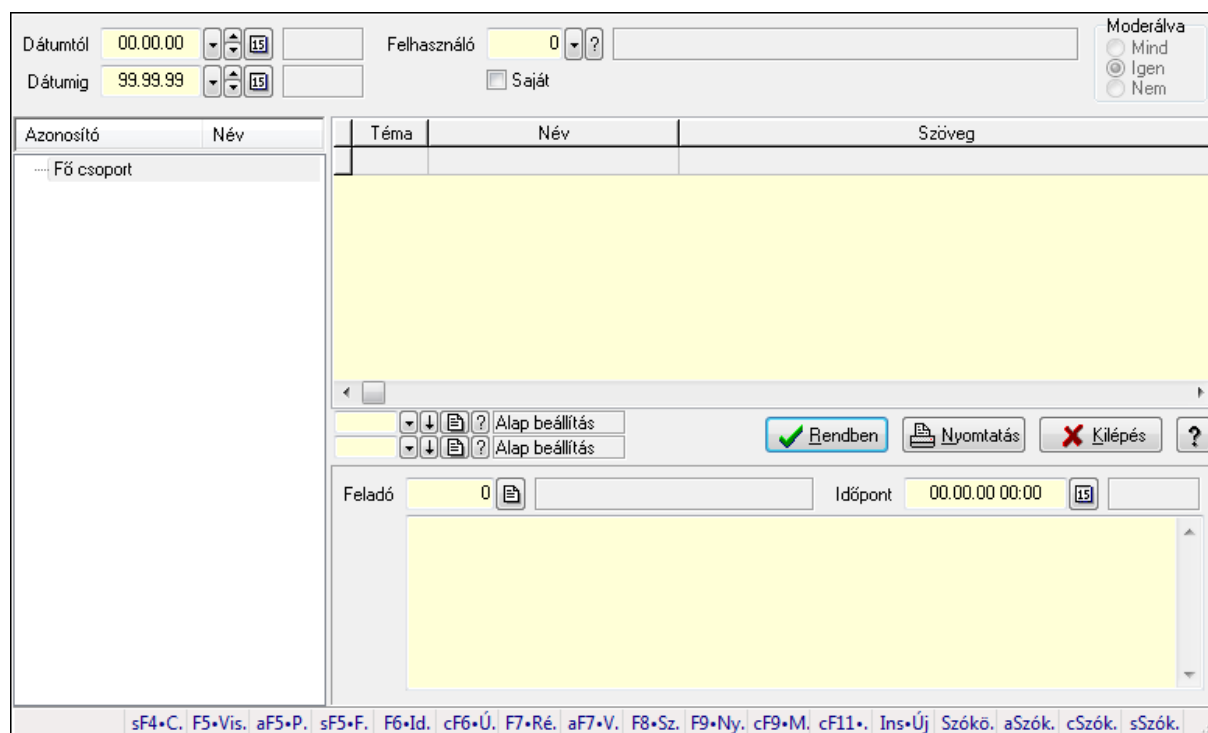 Dátumtól 00.00.00 15 Felhasználó 0 ? Moderálva
Mind
Dátumig 99.99.99 15 Saját Igen
Nem
Azonosító Név Téma Név Szöveg
Fő csoport
? Alap beállítás Rendben Nyomtatás Kilépés ?
? Alap beállítás
Feladó 0 Időpont 00.00.00 00:00 15
sF4•C. F5•Vis. aF5•P. sF5•F. F6•Id. cF6•Ú. F7•Ré. aF7•V. F8•Sz. F9•Ny. cF9•M. cF11•. Ins•Új Szókö. aSzók. cSzók. sSzók.